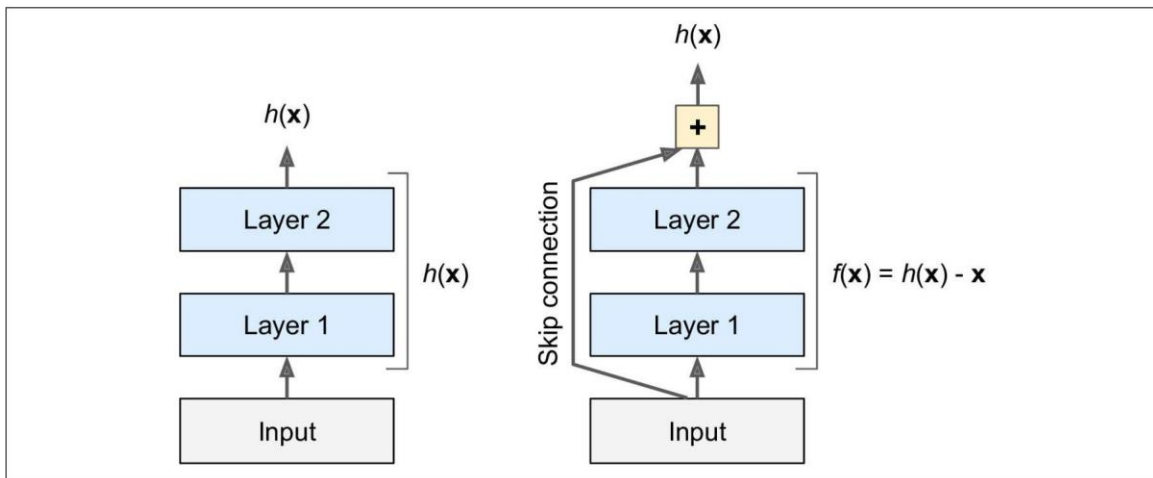 h(x)
Layer 2
Layer 1
h(x)
Input
h(x)
+
Skip connection
Layer 2
Layer 1
f(x) = h(x) - x
Input